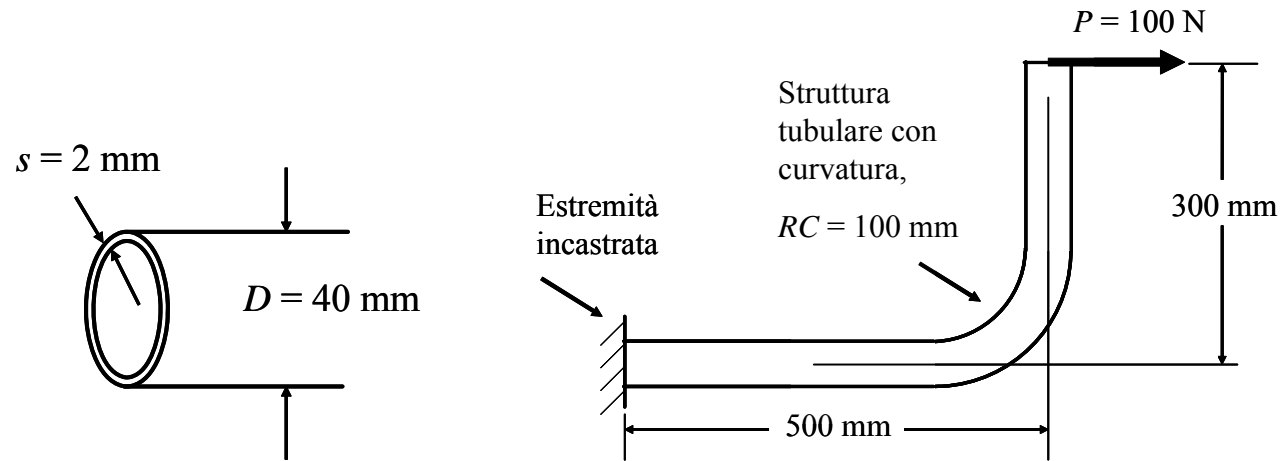 s = 2 mm
D = 40 mm
Estremità
incastrata
Struttura
tubulare con
curvatura,
RC = 100 mm
P = 100 N
300 mm
500 mm